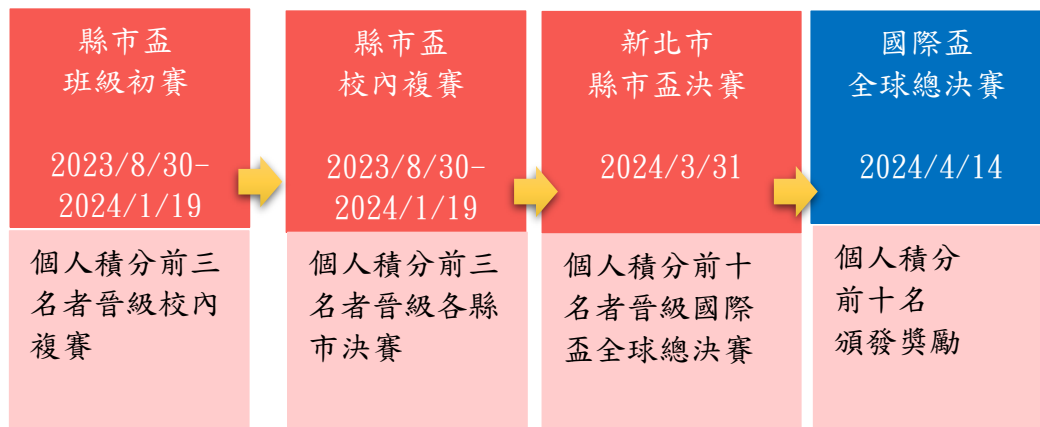 縣市盃
班級初賽
2023/8/30-
2024/1/19
個人積分前三
名者晉級校內
複賽
縣市盃
校內複賽
2023/8/30-
2024/1/19
個人積分前三
名者晉級各縣
市決賽
新北市
縣市盃決賽
2024/3/31
個人積分前十
名者晉級國際
盃全球總決賽
國際盃
全球總決賽
2024/4/14
個人積分
前十名
頒發獎勵